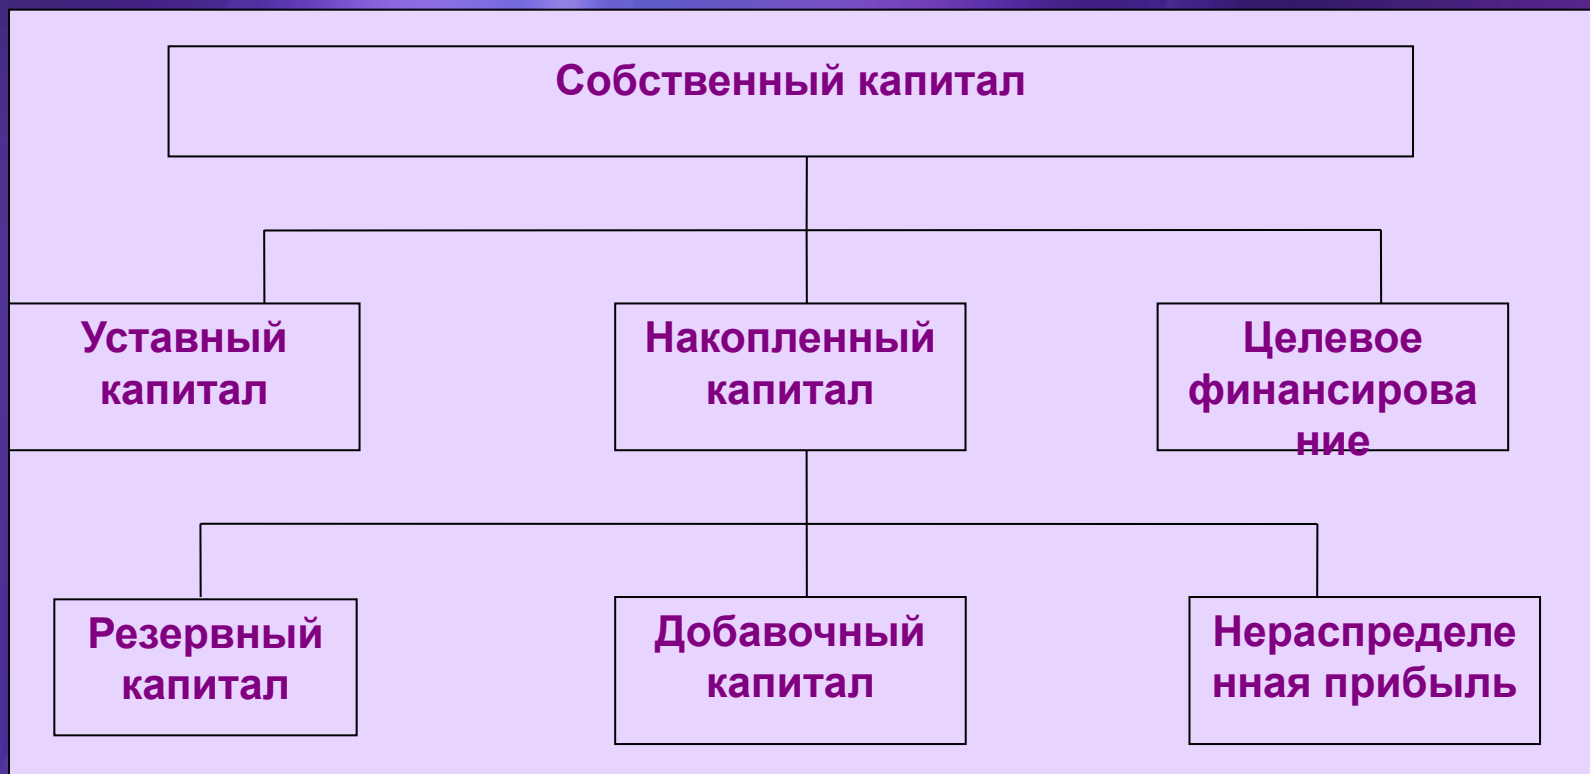 Собственный капитал
Уставный
капитал
Накопленный
капитал
Целевое
финансирова
ние
Резервный
капитал
Добавочный
капитал
Нераспределе
нная прибыль